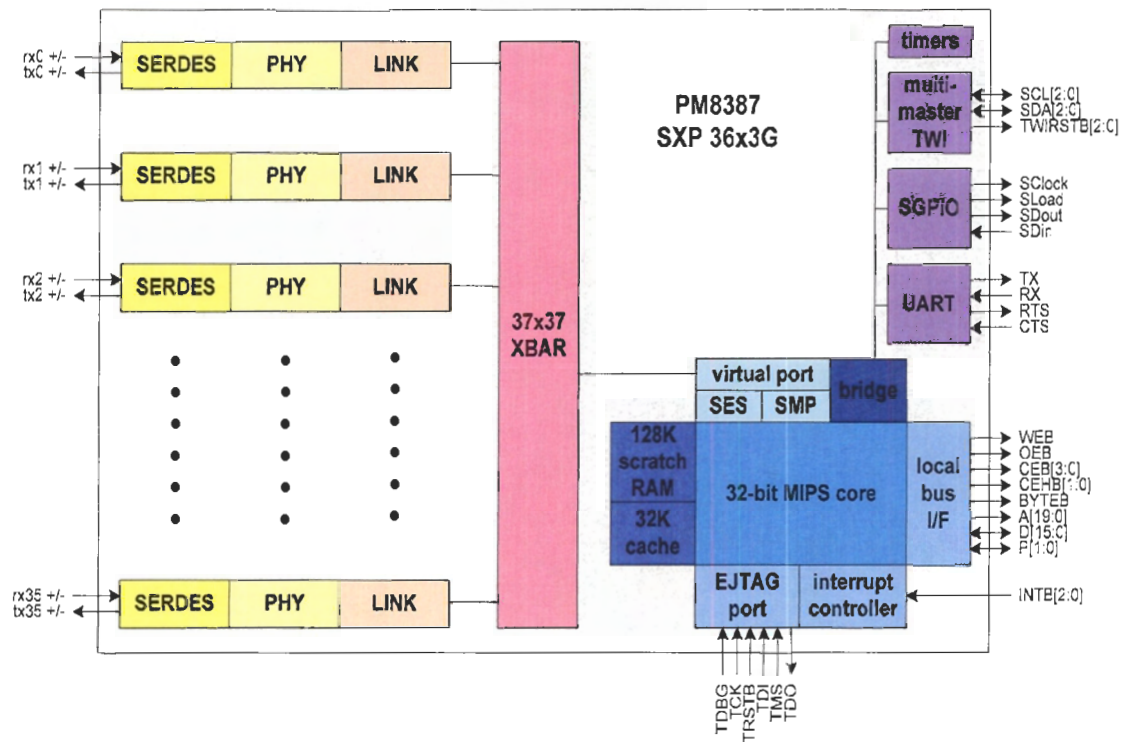 rx0 +/-
tx0 +/-
SERDES PHY LINK
rx1 +/-
tx1 +/-
SERDES PHY LINK
rx2 +/-
tx2 +/-
SERDES PHY LINK
rx35 +/-
tx35 +/-
SERDES PHY LINK
37x37
XBAR
PM8387
SXP 36x3G
timers
multi-
master
TWI
SCL[2:0]
SDA[2:0]
TWIRSTB[2:0]
SGPIO
SClock
SLoad
SDout
SDin
UART
TX
RX
RTS
CTS
virtual port
SES SMP
bridge
128K
scratch
RAM
32K
cache
32-bit MIPS core
local
bus
I/F
WEB
OEB
CEB[3:0]
CEHB[1:0]
BYTEB
A[19:0]
D[15:0]
P[1:0]
EJTAG
port
interrupt
controller
INTB[2:0]
TDBG
TCK
TRSTB
TDI
TMS
TDO